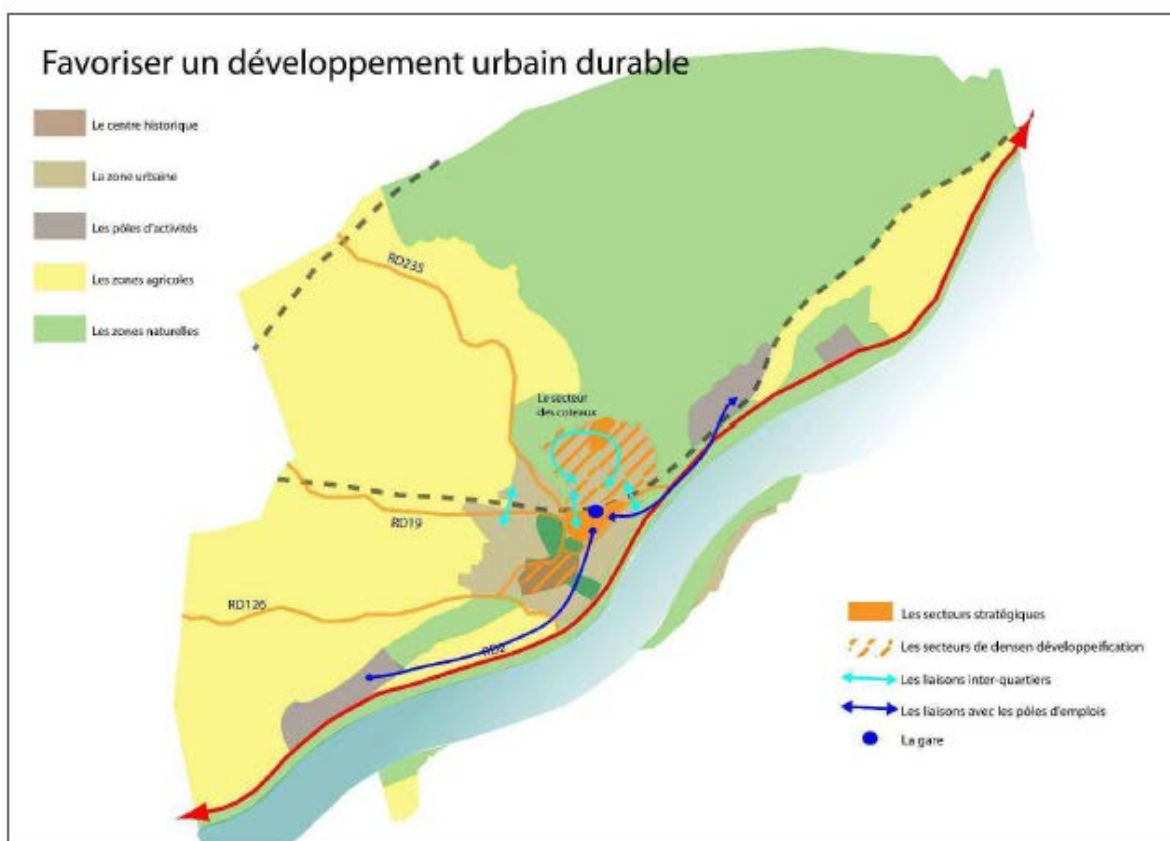 Favoriser un développement urbain durable
Le centre historique
La zone urbaine
Les pôles d'activités
Les zones agricoles
Les zones naturelles
RD235
Le secteur
des coteaux
RD19
RD126
RD2
Les secteurs stratégiques
Les secteurs de densen développeification
Les liaisons inter-quartiers
Les liaisons avec les pôles d'emplois
La gare